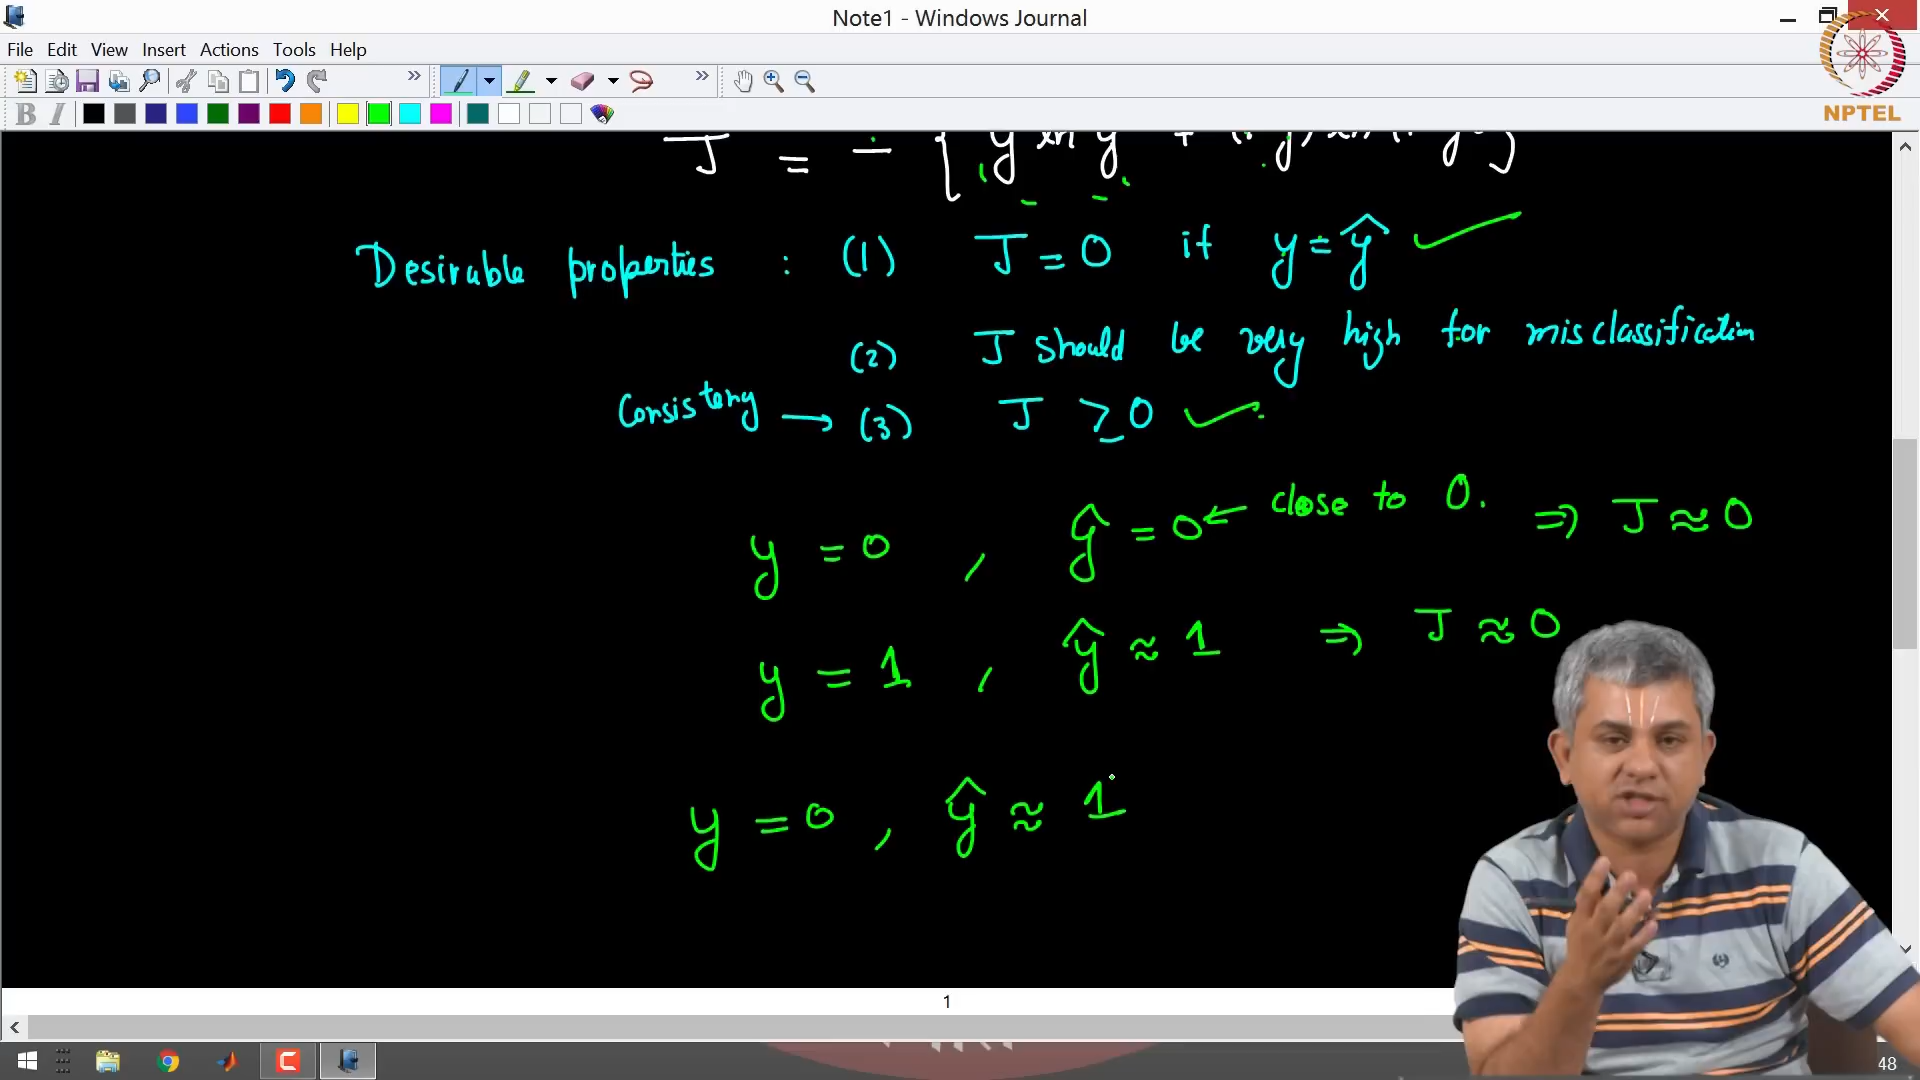 Note1 - Windows Journal
File Edit View Insert Actions Tools Help
B I
NPTEL
J = - [ y ln ŷ +
Desirable properties : (1) J = 0 if y = ŷ ✓
(2) J should be very high for misclassification
Consistency → (3) J ≥ 0 ✓
y = 0 , ŷ = 0 ← close to 0. ⇒ J ≈ 0
y = 1 , ŷ ≈ 1 ⇒ J ≈ 0
y = 0 , ŷ ≈ 1
1
48